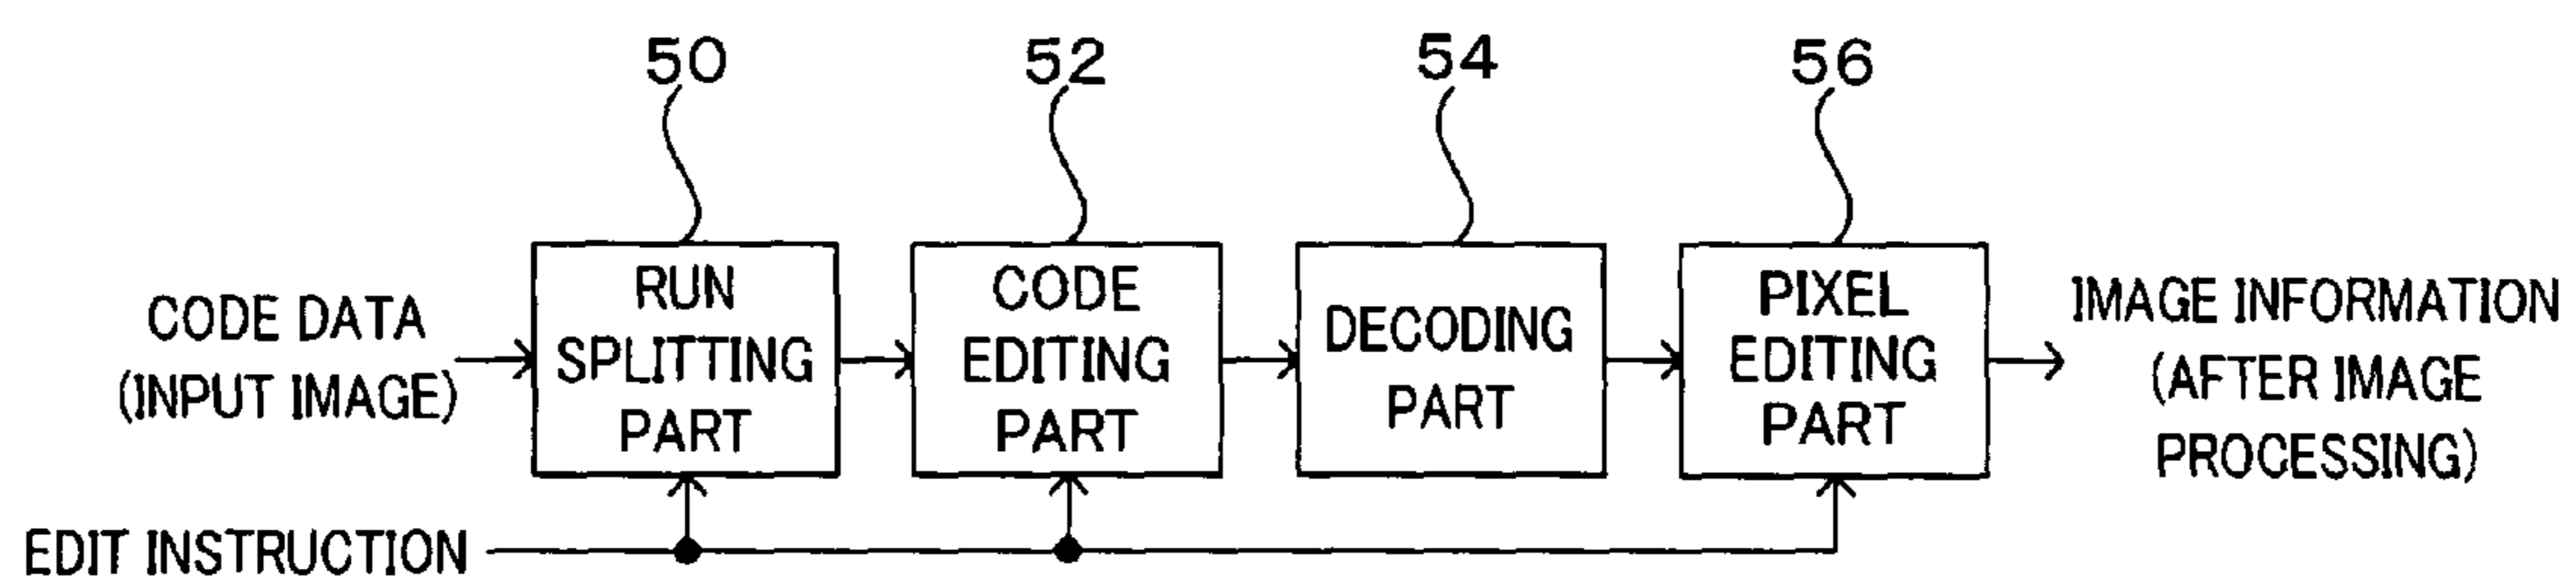 50
52
54
56
CODE DATA
(INPUT IMAGE)
RUN
SPLITTING
PART
CODE
EDITING
PART
DECODING
PART
PIXEL
EDITING
PART
IMAGE INFORMATION
(AFTER IMAGE
PROCESSING)
EDIT INSTRUCTION